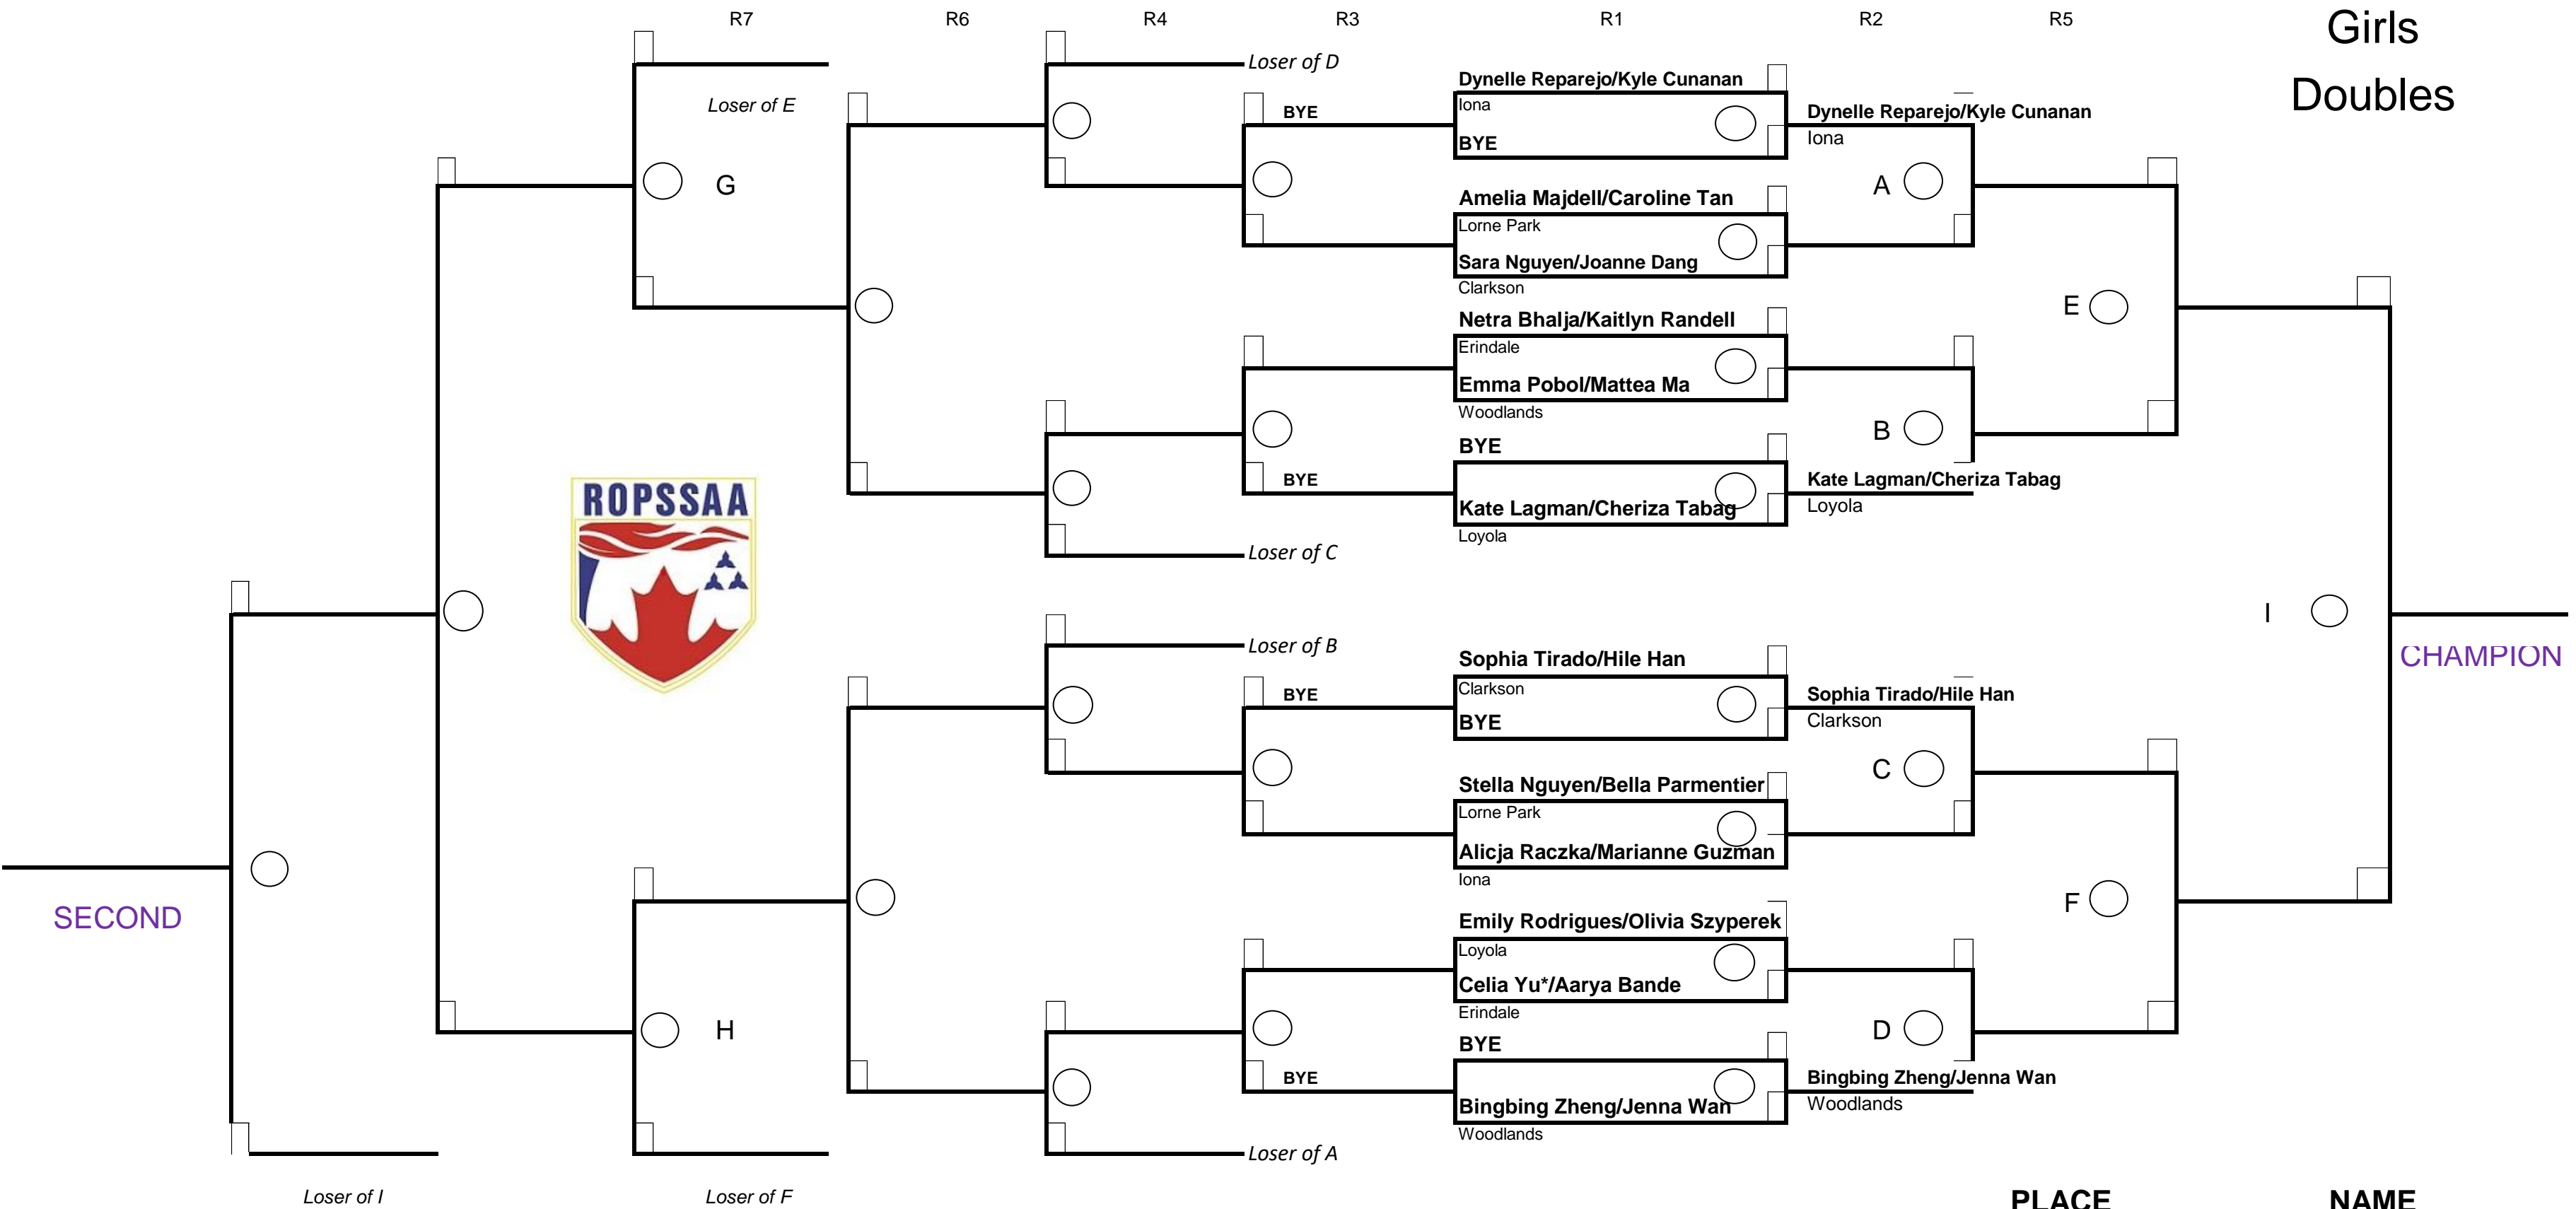 R7 R6 R4 R3 R1 R2 R5
Girls
Doubles
Loser of D
Dynelle Reparejo/Kyle Cunanan
Loser of E
Iona
BYE
Dynelle Reparejo/Kyle Cunanan
BYE
Iona
G
A
Amelia Majdell/Caroline Tan
Lorne Park
Sara Nguyen/Joanne Dang
Clarkson
E
Netra Bhalja/Kaitlyn Randell
Erindale
Emma Pobol/Mattea Ma
Woodlands
B
BYE
BYE
Kate Lagman/Cheriza Tabag
Kate Lagman/Cheriza Tabag
Loyola
Loyola
ROPSSAA
Loser of C
I
Loser of B
CHAMPION
Sophia Tirado/Hile Han
Clarkson
BYE
Sophia Tirado/Hile Han
BYE
Clarkson
C
Stella Nguyen/Bella Parmentier
Lorne Park
Alicja Raczka/Marianne Guzman
Iona
F
SECOND
Emily Rodrigues/Olivia Szyperek
Loyola
Celia Yu*/Aarya Bande
Erindale
H
D
BYE
BYE
Bingbing Zheng/Jenna Wan
Bingbing Zheng/Jenna Wan
Woodlands
Woodlands
Loser of A
Loser of I
Loser of F
PLACE NAME